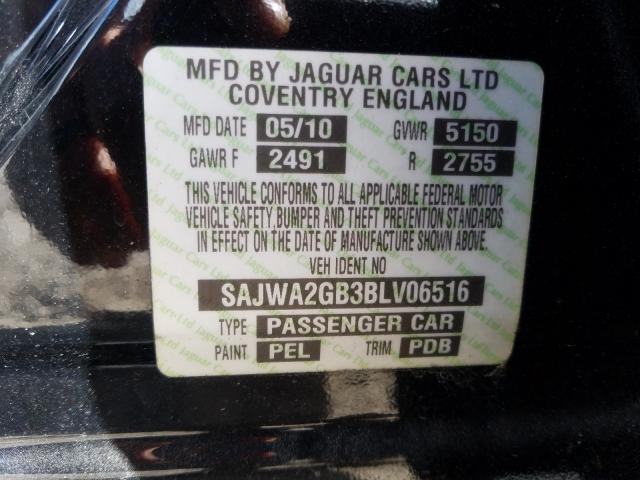 MFD BY JAGUAR CARS LTD
COVENTRY ENGLAND
MFD DATE 05/10 GVWR 5150
GAWR F 2491 R 2755
THIS VEHICLE CONFORMS TO ALL APPLICABLE FEDERAL MOTOR
VEHICLE SAFETY, BUMPER AND THEFT PREVENTION STANDARDS
IN EFFECT ON THE DATE OF MANUFACTURE SHOWN ABOVE.
VEH IDENT NO
SAJWA2GB3BLV06516
TYPE PASSENGER CAR
PAINT PEL TRIM PDB